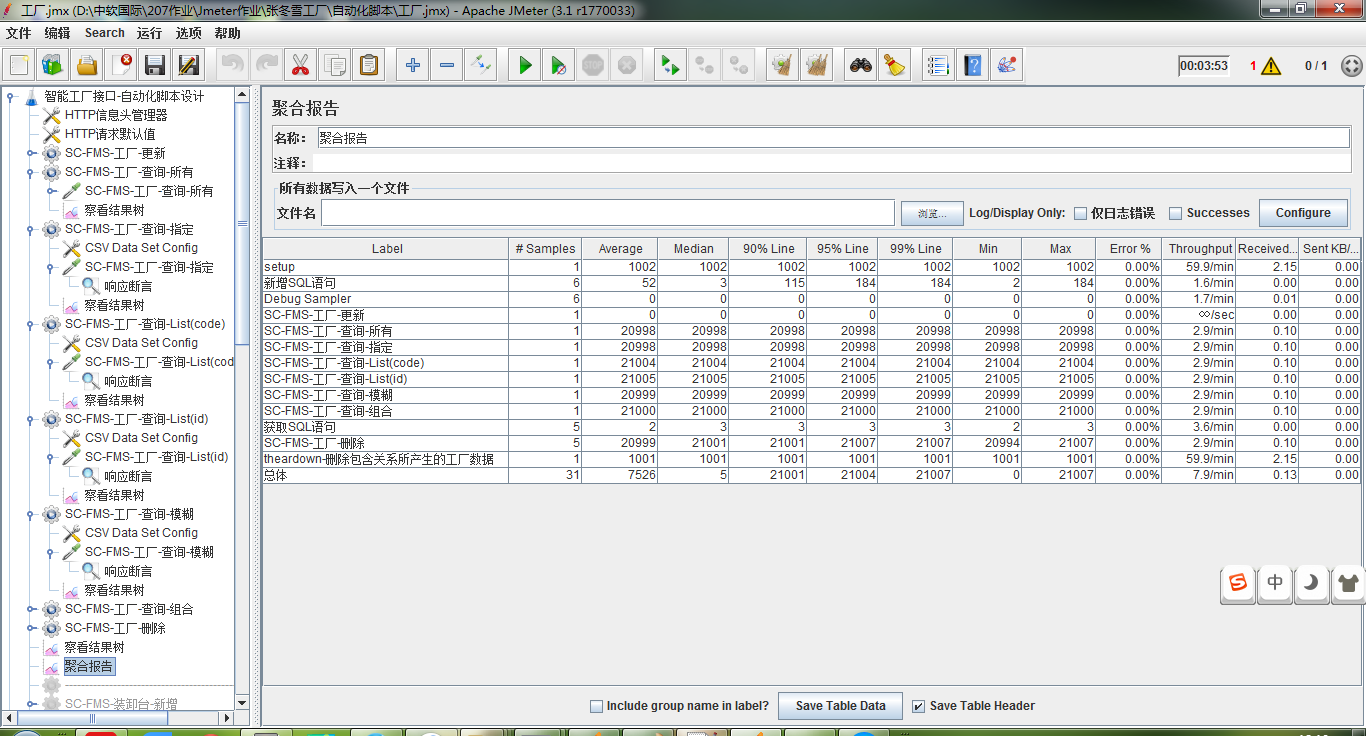 工厂.jmx (D:\中软国际\207作业\Jmeter作业\张冬雪工厂\自动化脚本\工厂.jmx) - Apache JMeter (3.1 r1770033)
文件 编辑 Search 运行 选项 帮助
00:03:53 1 0 / 1
智能工厂接口-自动化脚本设计
HTTP信息头管理器
HTTP请求默认值
SC-FMS-工厂-更新
SC-FMS-工厂-查询-所有
SC-FMS-工厂-查询-所有
察看结果树
SC-FMS-工厂-查询-指定
CSV Data Set Config
SC-FMS-工厂-查询-指定
响应断言
察看结果树
SC-FMS-工厂-查询-List(code)
CSV Data Set Config
SC-FMS-工厂-查询-List(cod
响应断言
察看结果树
SC-FMS-工厂-查询-List(id)
CSV Data Set Config
SC-FMS-工厂-查询-List(id)
响应断言
察看结果树
SC-FMS-工厂-查询-模糊
CSV Data Set Config
SC-FMS-工厂-查询-模糊
响应断言
察看结果树
SC-FMS-工厂-查询-组合
SC-FMS-工厂-删除
察看结果树
聚合报告
SC-FMS-装卸台-新增
聚合报告
名称： 聚合报告
注释：
所有数据写入一个文件
文件名 浏览... Log/Display Only: 仅日志错误 Successes Configure
Label # Samples Average Median 90% Line 95% Line 99% Line Min Max Error % Throughput Received... Sent KB/...
setup 1 1002 1002 1002 1002 1002 1002 1002 0.00% 59.9/min 2.15 0.00
新增SQL语句 6 52 3 115 184 184 2 184 0.00% 1.6/min 0.00 0.00
Debug Sampler 6 0 0 0 0 0 0 0 0.00% 1.7/min 0.01 0.00
SC-FMS-工厂-更新 1 0 0 0 0 0 0 0 0.00% ∞/sec 0.00 0.00
SC-FMS-工厂-查询-所有 1 20998 20998 20998 20998 20998 20998 20998 0.00% 2.9/min 0.10 0.00
SC-FMS-工厂-查询-指定 1 20998 20998 20998 20998 20998 20998 20998 0.00% 2.9/min 0.10 0.00
SC-FMS-工厂-查询-List(code) 1 21004 21004 21004 21004 21004 21004 21004 0.00% 2.9/min 0.10 0.00
SC-FMS-工厂-查询-List(id) 1 21005 21005 21005 21005 21005 21005 21005 0.00% 2.9/min 0.10 0.00
SC-FMS-工厂-查询-模糊 1 20999 20999 20999 20999 20999 20999 20999 0.00% 2.9/min 0.10 0.00
SC-FMS-工厂-查询-组合 1 21000 21000 21000 21000 21000 21000 21000 0.00% 2.9/min 0.10 0.00
获取SQL语句 5 2 3 3 3 3 2 3 0.00% 3.6/min 0.00 0.00
SC-FMS-工厂-删除 5 20999 21001 21001 21007 21007 20994 21007 0.00% 2.9/min 0.10 0.00
theardown-删除包含关系所产生的工厂数据 1 1001 1001 1001 1001 1001 1001 1001 0.00% 59.9/min 2.15 0.00
总体 31 7526 5 21001 21004 21007 0 21007 0.00% 7.9/min 0.13 0.00
中
Include group name in label? Save Table Data Save Table Header